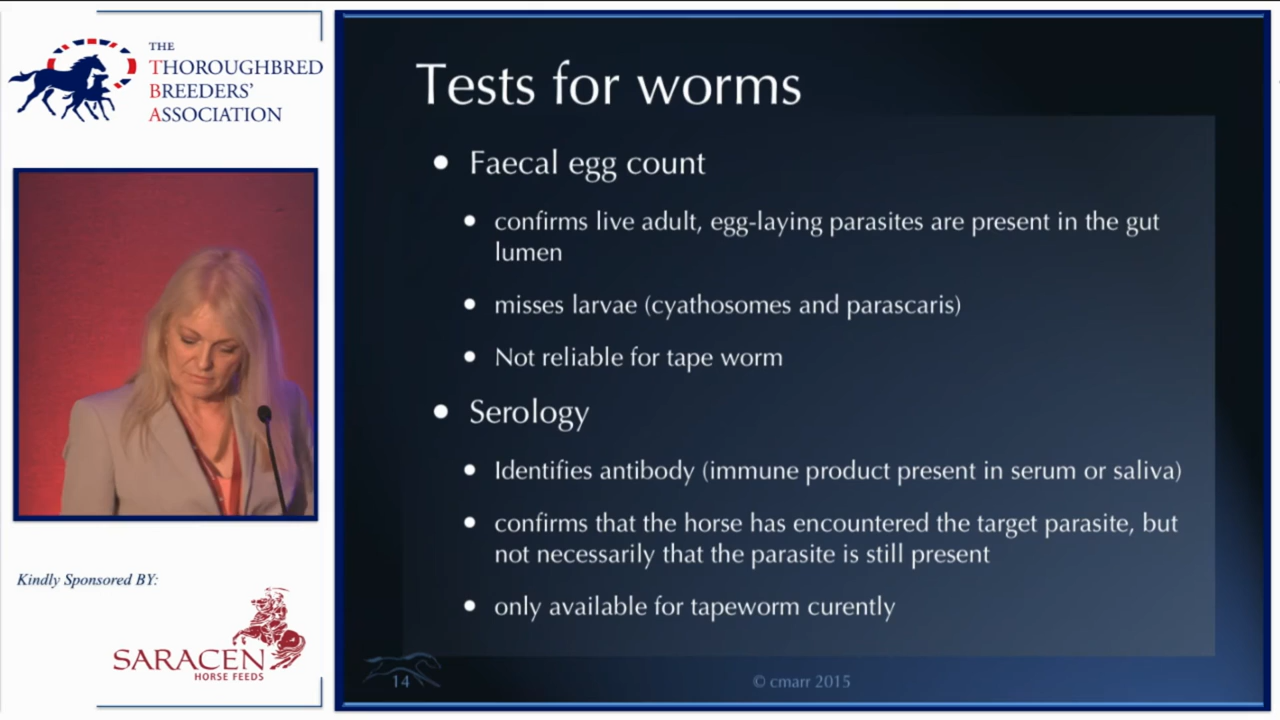 THE
THOROUGHBRED
BREEDERS'
ASSOCIATION
Kindly Sponsored BY:
SARACEN
HORSE FEEDS
Tests for worms
• Faecal egg count
• confirms live adult, egg-laying parasites are present in the gut
lumen
• misses larvae (cyathosomes and parascaris)
• Not reliable for tape worm
• Serology
• Identifies antibody (immune product present in serum or saliva)
• confirms that the horse has encountered the target parasite, but
not necessarily that the parasite is still present
• only available for tapeworm curently
14
© cmarr 2015